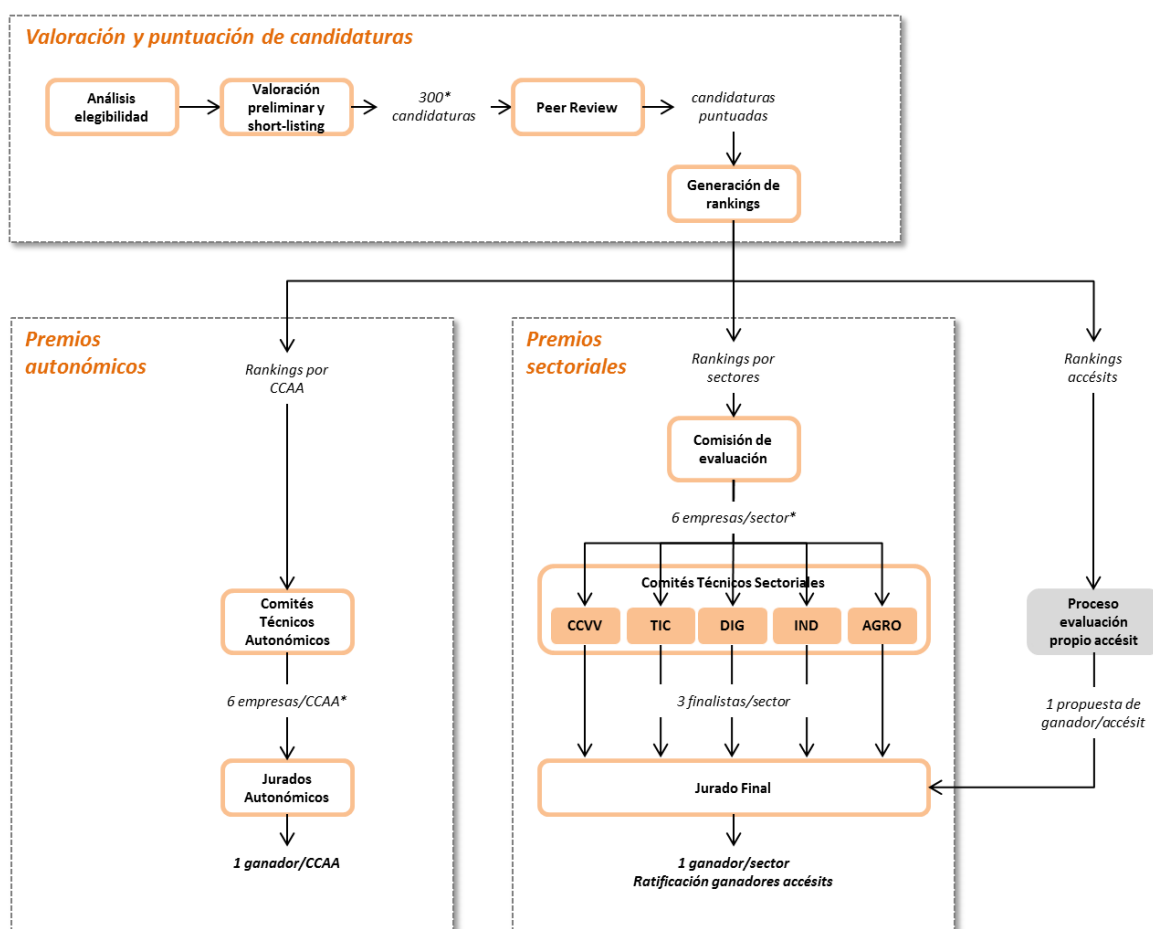 Valoración y puntuación de candidaturas
Análisis
elegibilidad
Valoración
preliminar y
short-listing
300*
candidaturas
Peer Review
candidaturas
puntuadas
Generación de
rankings
Premios
autonómicos
Rankings por
CCAA
Comités
Técnicos
Autonómicos
6 empresas/CCAA*
Jurados
Autonómicos
1 ganador/CCAA
Premios
sectoriales
Rankings por
sectores
Comisión de
evaluación
6 empresas/sector*
Comités Técnicos Sectoriales
CCVV
TIC
DIG
IND
AGRO
3 finalistas/sector
Jurado Final
1 ganador/sector
Ratificación ganadores accésits
Rankings
accésits
Proceso
evaluación
propio accésit
1 propuesta de
ganador/accésit